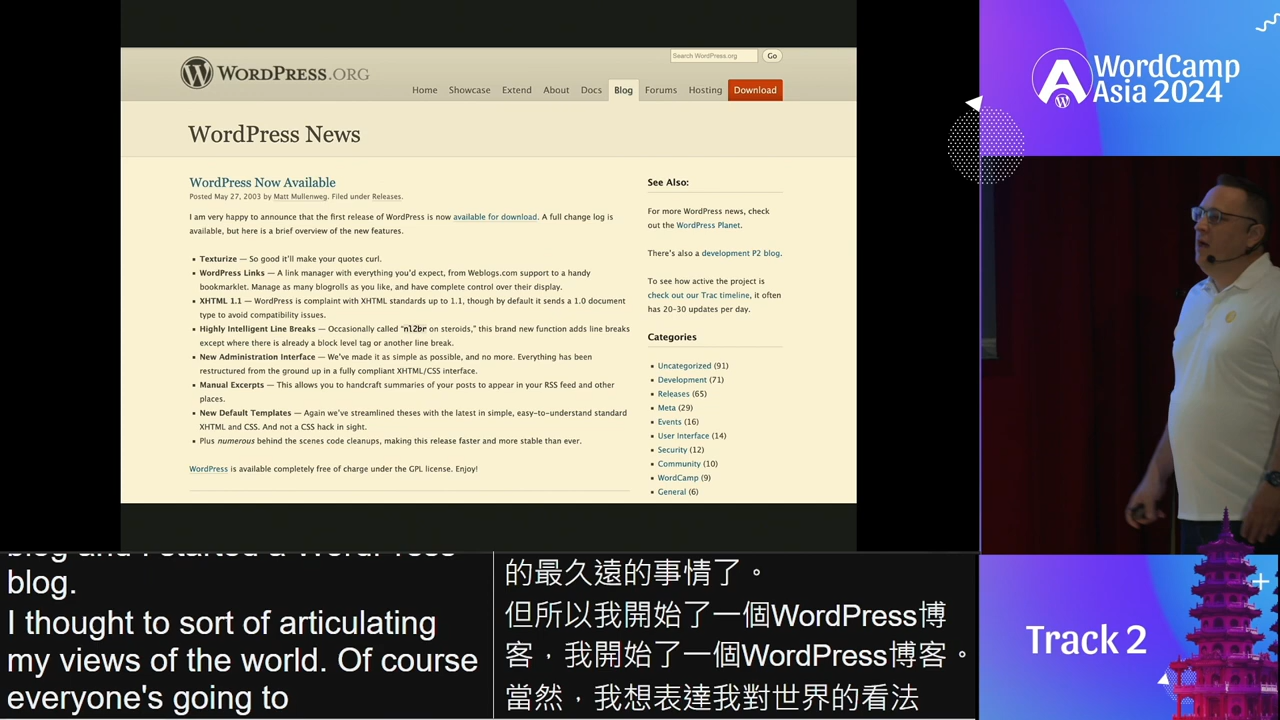 WORDPRESS.ORG
Search WordPress.org
Go
Home Showcase Extend About Docs Blog Forums Hosting Download
WordPress News
WordPress Now Available
Posted May 27, 2003 by Matt Mullenweg. Filed under Releases.
I am very happy to announce that the first release of WordPress is now available for download. A full change log is
available, but here is a brief overview of the new features.
Texturize — So good it'll make your quotes curl.
WordPress Links — A link manager with everything you'd expect, from Weblogs.com support to a handy
bookmarklet. Manage as many blogrolls as you like, and have complete control over their display.
XHTML 1.1 — WordPress is complaint with XHTML standards up to 1.1, though by default it sends a 1.0 document
type to avoid compatibility issues.
Highly Intelligent Line Breaks — Occasionally called "nl2br on steroids," this brand new function adds line breaks
except where there is already a block level tag or another line break.
New Administration Interface — We've made it as simple as possible, and no more. Everything has been
restructured from the ground up in a fully compliant XHTML/CSS interface.
Manual Excerpts — This allows you to handcraft summaries of your posts to appear in your RSS feed and other
places.
New Default Templates — Again we've streamlined theses with the latest in simple, easy-to-understand standard
XHTML and CSS. And not a CSS hack in sight.
Plus numerous behind the scenes code cleanups, making this release faster and more stable than ever.
WordPress is available completely free of charge under the GPL license. Enjoy!
See Also:
For more WordPress news, check
out the WordPress Planet.
There's also a development P2 blog.
To see how active the project is
check out our Trac timeline, it often
has 20-30 updates per day.
Categories
Uncategorized (91)
Development (71)
Releases (65)
Meta (29)
Events (16)
User Interface (14)
Security (12)
Community (10)
WordCamp (9)
General (6)
WordCamp
Asia 2024
blog and I started a WordPress
blog.
I thought to sort of articulating
my views of the world. Of course
everyone's going to
的最久遠的事情了。
但所以我開始了一個WordPress博
客，我開始了一個WordPress博客。
當然，我想表達我對世界的看法
Track 2